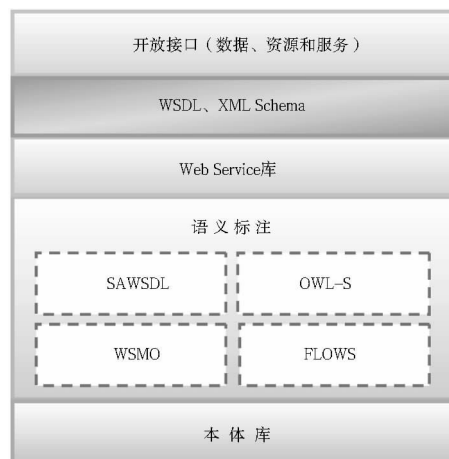 开放接口（数据、资源和服务）
WSDL、XML Schema
Web Service库
语义标注
SAWSDL
OWL-S
WSMO
FLOWS
本体库